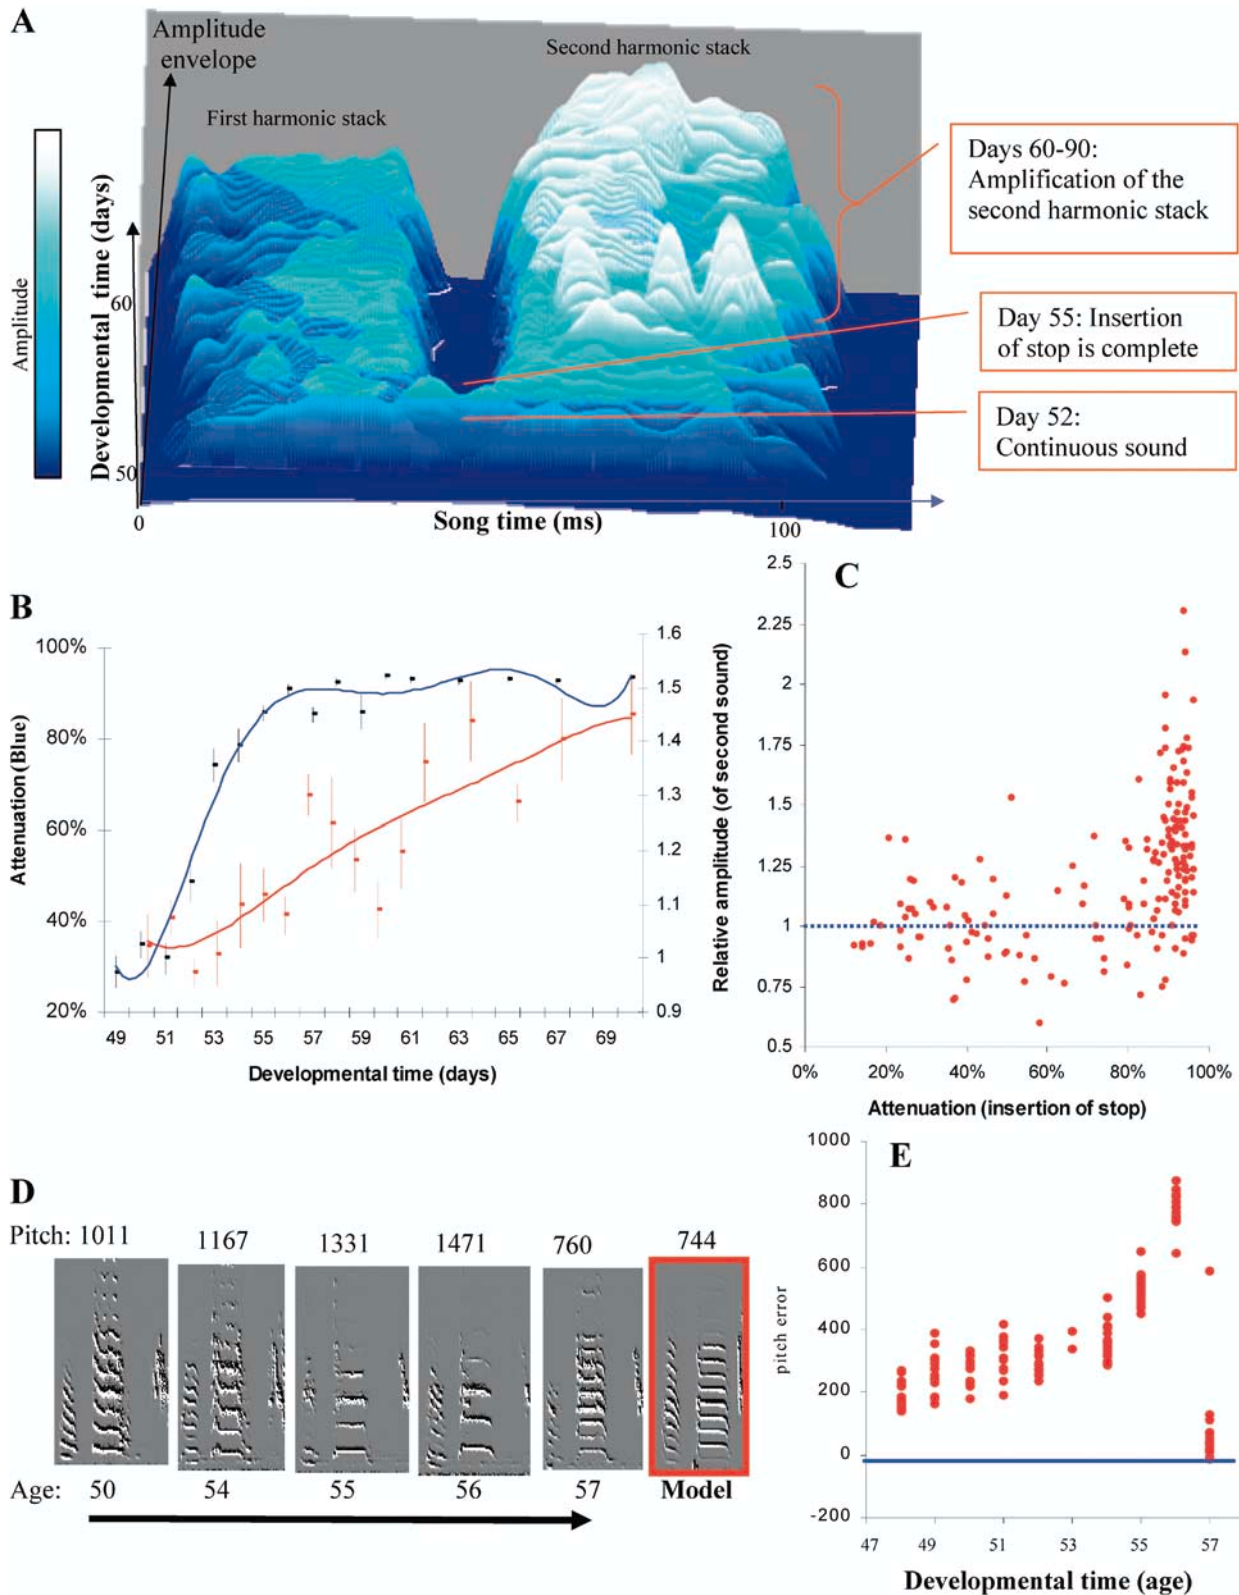 A
Amplitude
envelope
Second harmonic stack
First harmonic stack
Days 60-90:
Amplification of the
second harmonic stack
Amplitude
Developmental time (days)
60
50
Day 55: Insertion
of stop is complete
Day 52:
Continuous sound
0
Song time (ms)
100
B
100%
80%
60%
40%
20%
Attenuation (Blue)
1.6
1.5
1.4
1.3
1.2
1.1
1
0.9
Relative amplitude (of second sound)
49 51 53 55 57 59 61 63 65 67 69
Developmental time (days)
C
2.5
2.25
2
1.75
1.5
1.25
1
0.75
0.5
0% 20% 40% 60% 80% 100%
Attenuation (insertion of stop)
D
Pitch: 1011 1167 1331 1471 760 744
Age: 50 54 55 56 57 Model
E
1000
800
600
400
200
0
-200
pitch error
47 49 51 53 55 57
Developmental time (age)